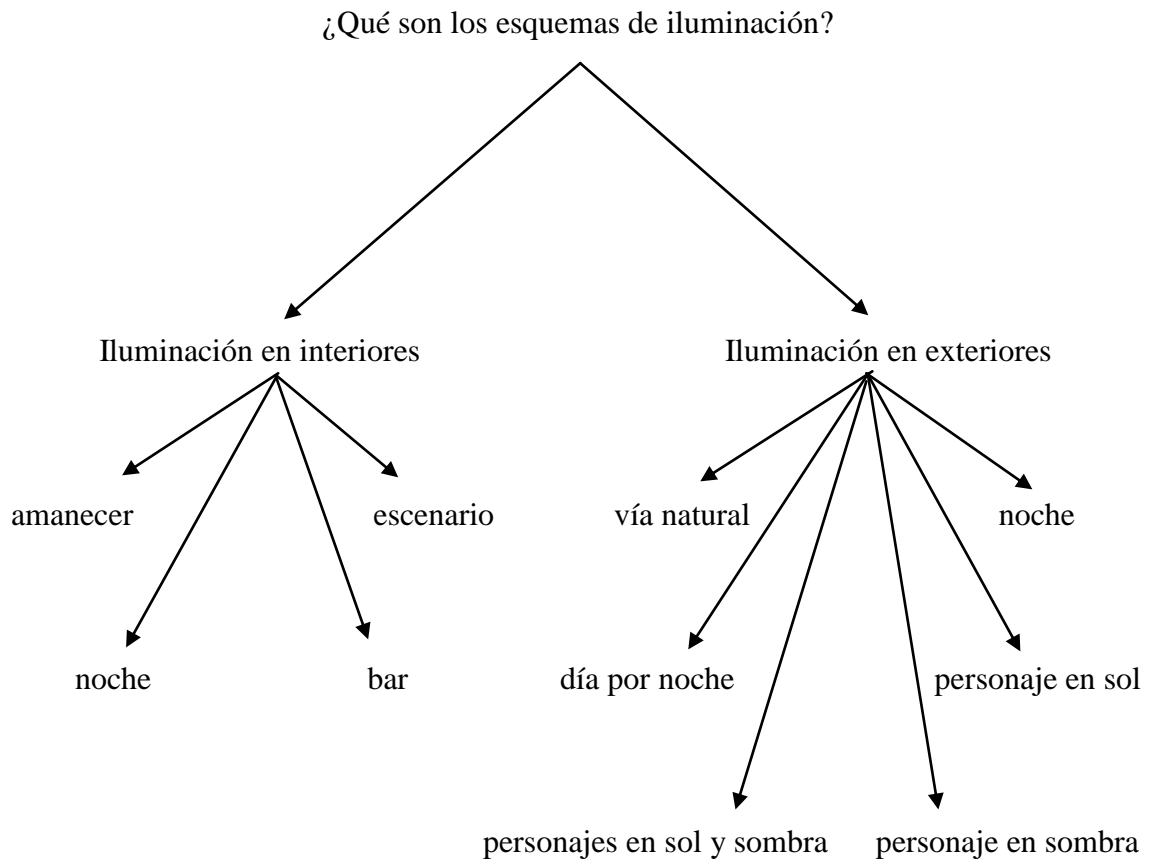 ¿Qué son los esquemas de iluminación?
Iluminación en interiores
Iluminación en exteriores
amanecer
escenario
vía natural
noche
noche
bar
día por noche
personaje en sol
personajes en sol y sombra
personaje en sombra